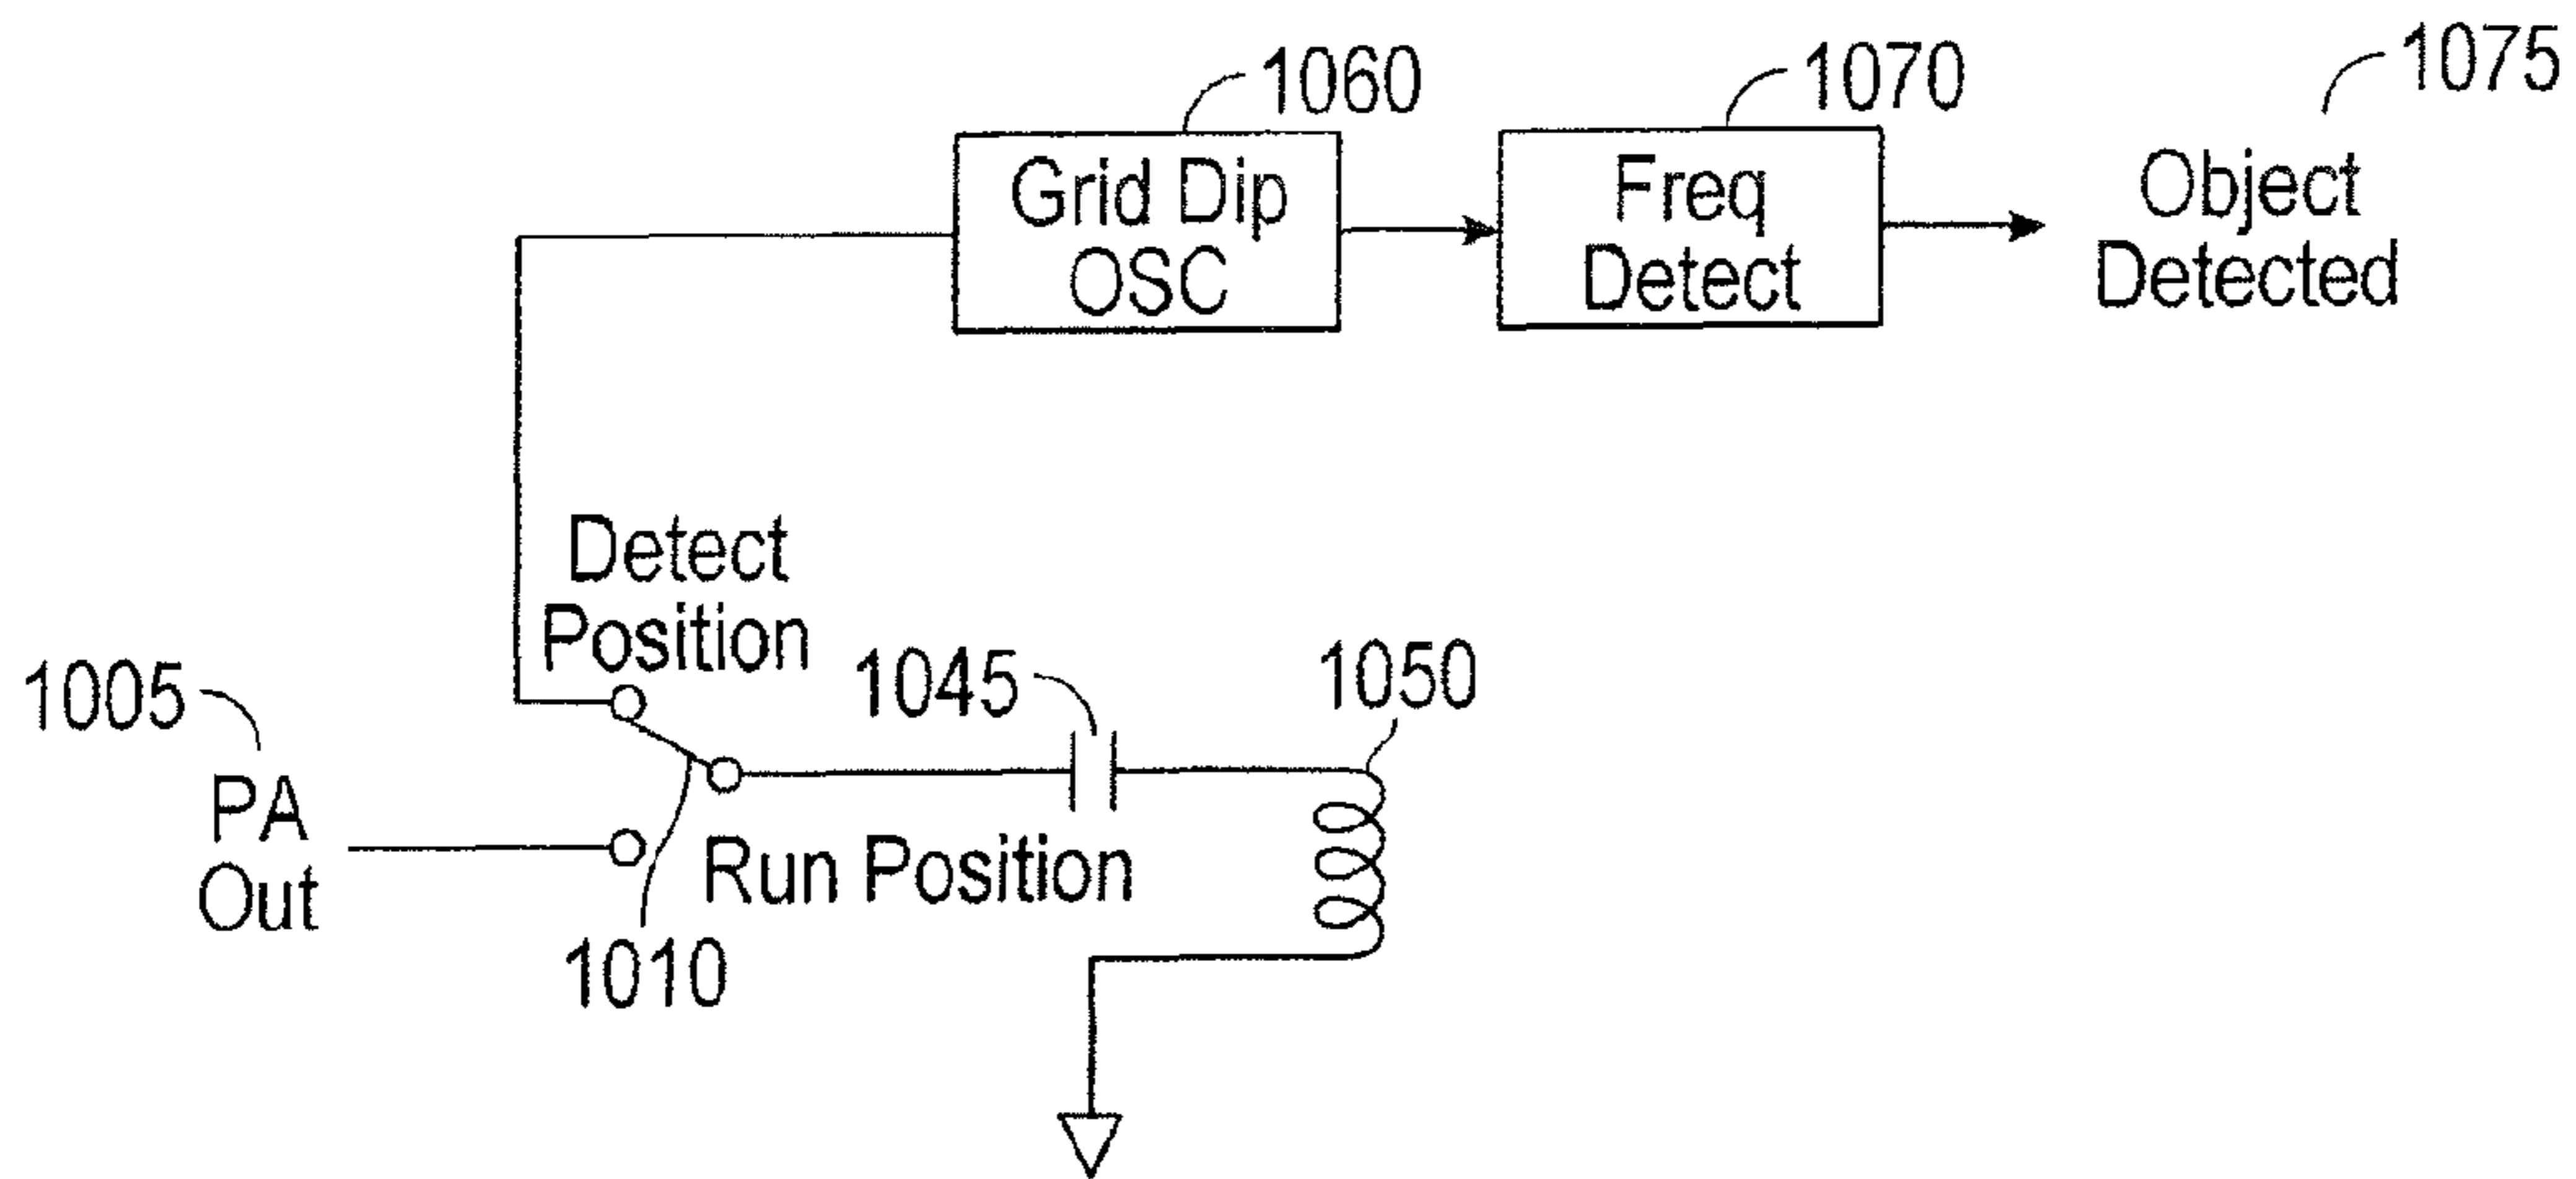 1060
1070
1075
Grid Dip
OSC
Freq
Detect
Object
Detected
Detect
Position
1005
1045
1050
PA
Out
Run Position
1010